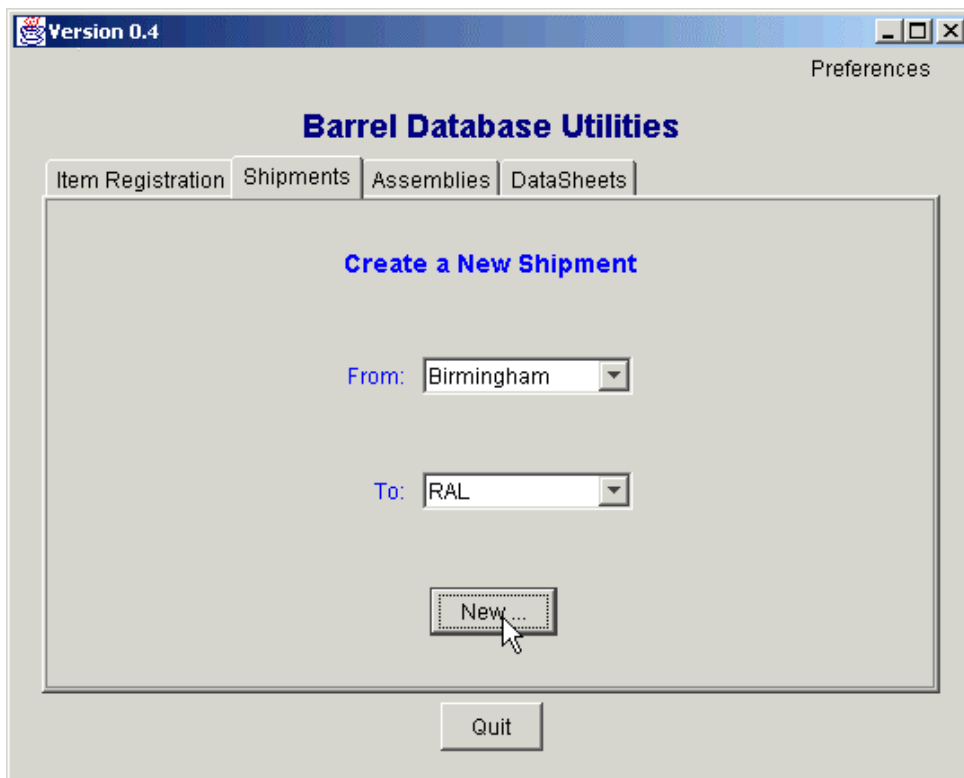 Version 0.4
Preferences
Barrel Database Utilities
Item Registration Shipments Assemblies DataSheets
Create a New Shipment
From: Birmingham
To: RAL
New ...
Quit